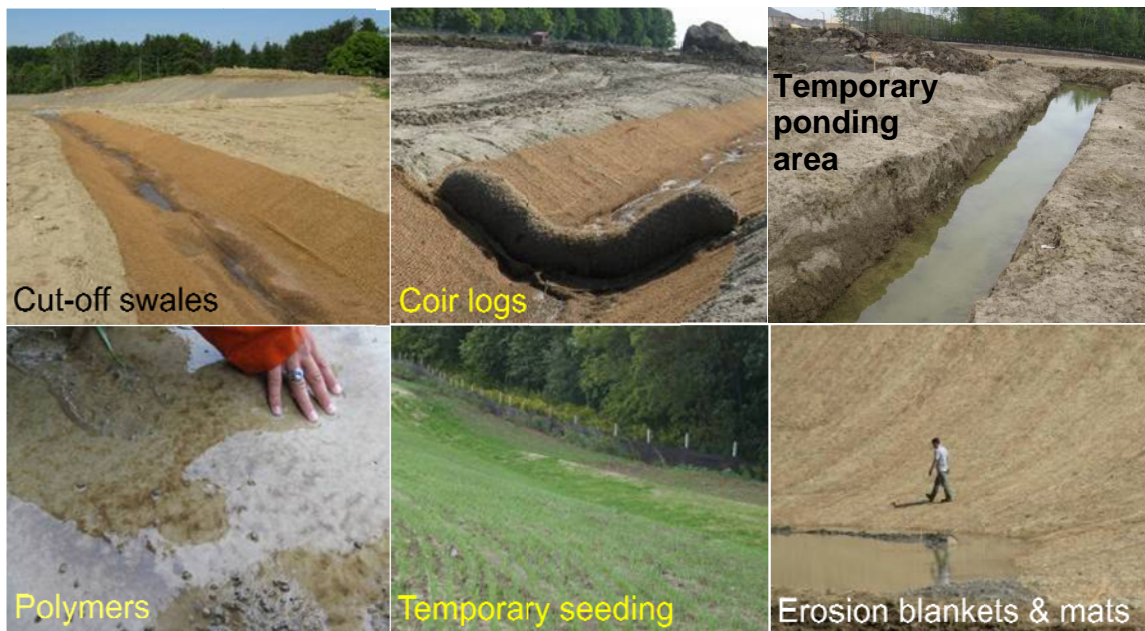 Temporary
ponding
area
Cut-off swales
Coir logs
Polymers
Temporary seeding
Erosion blankets & mats